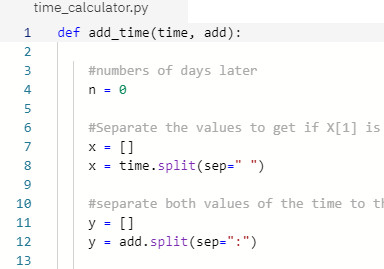 time_calculator.py
1 def add_time(time, add):
2
3 #numbers of days later
4 n = 0
5
6 #Separate the values to get if X[1] is
7 x = []
8 x = time.split(sep=" ")
9
10 #separate both values of the time to th
11 y = []
12 y = add.split(sep=":")
13